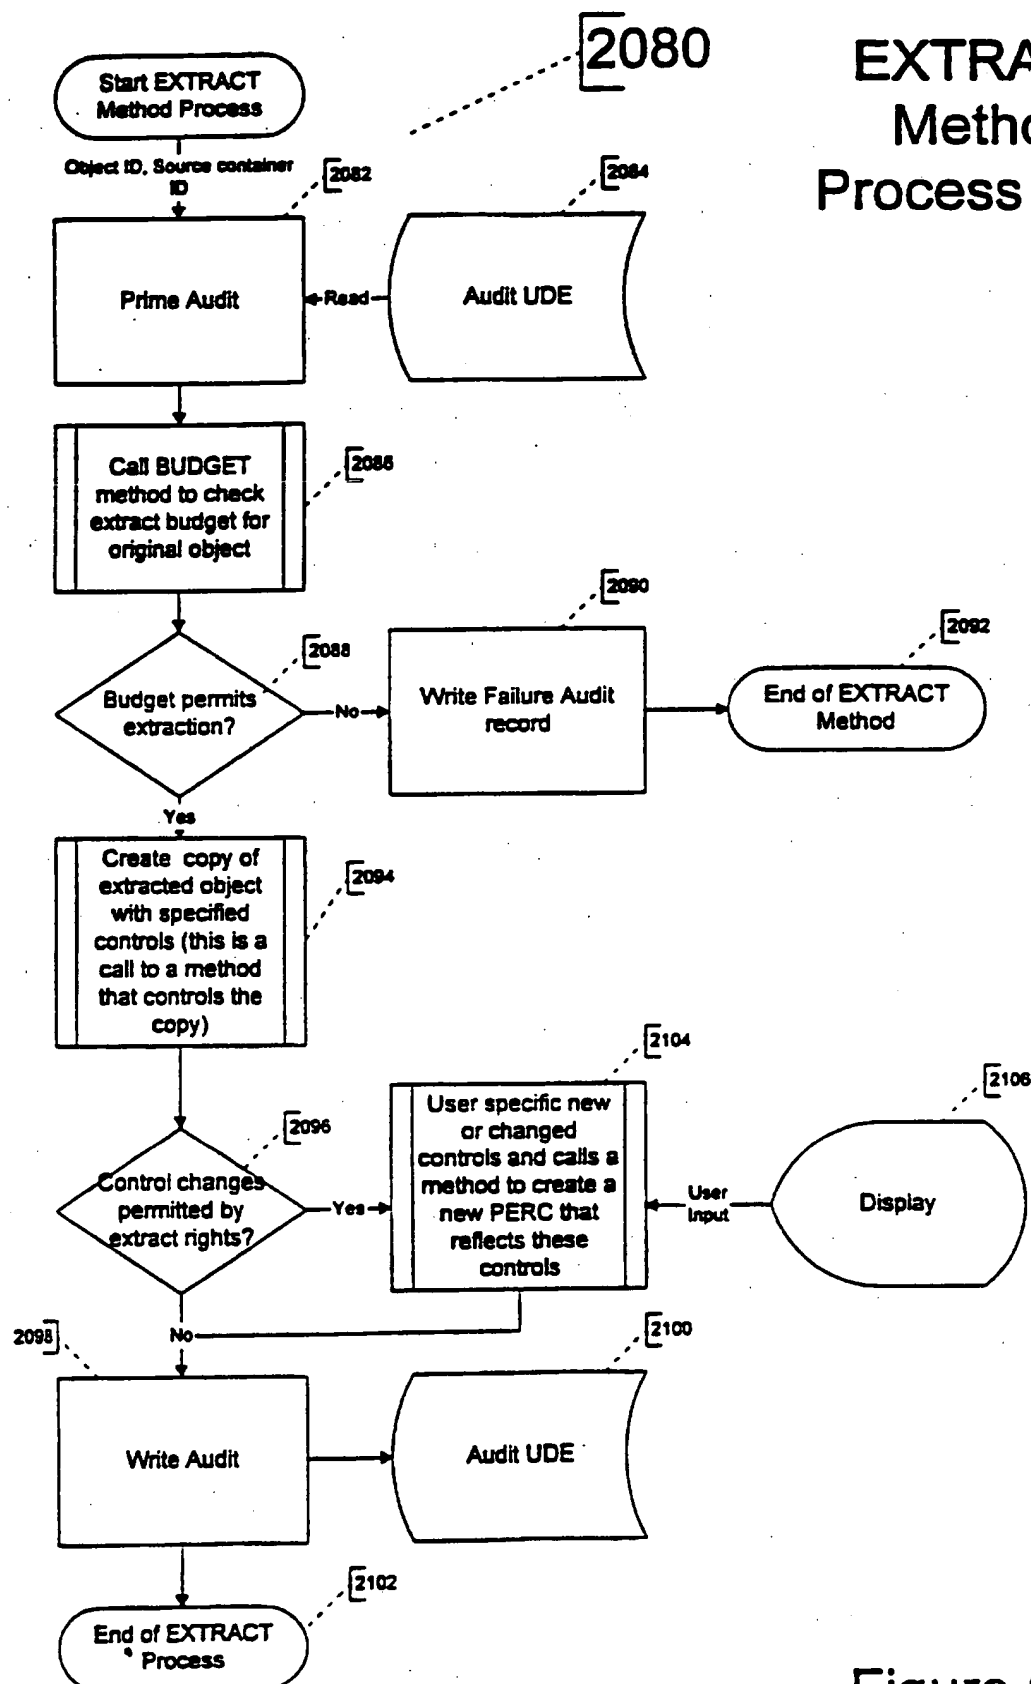 2080
EXTRA
Metho
Process
Start EXTRACT
Method Process
Object ID, Source container
ID
2082
2084
Prime Audit
Read
Audit UDE
Call BUDGET
method to check
extract budget for
original object
2086
2088
Budget permits
extraction?
No
2090
Write Failure Audit
record
2092
End of EXTRACT
Method
Yes
Create copy of
extracted object
with specified
controls (this is a
call to a method
that controls the
copy)
2094
2096
Control changes
permitted by
extract rights?
Yes
2104
User specific new
or changed
controls and calls a
method to create a
new PERC that
reflects these
controls
User
Input
2106
Display
No
2098
2100
Write Audit
Audit UDE
2102
End of EXTRACT
Process
Figure